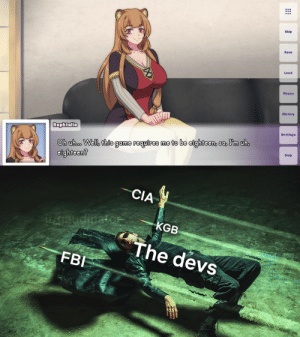 Skip
Save
Load
History
Settings
Raphtalia
Oh uh... Well, this game requires me to be eighteen, so, I'm uh,
eighteen?
CIA
KGB
FBI
The devs